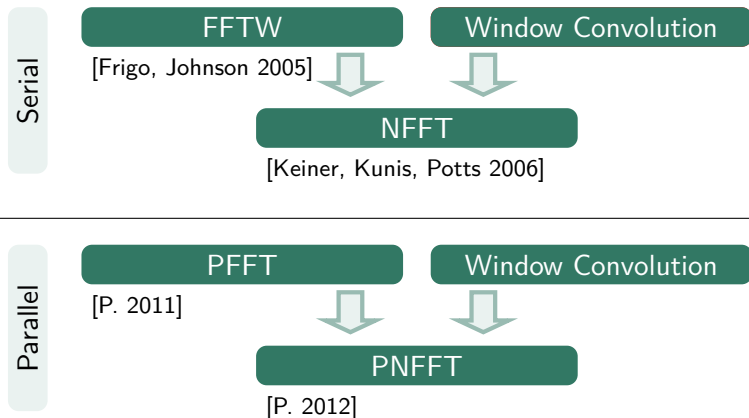 Serial
FFTW
Window Convolution
[Frigo, Johnson 2005]
NFFT
[Keiner, Kunis, Potts 2006]
Parallel
PFFT
Window Convolution
[P. 2011]
PNFFT
[P. 2012]